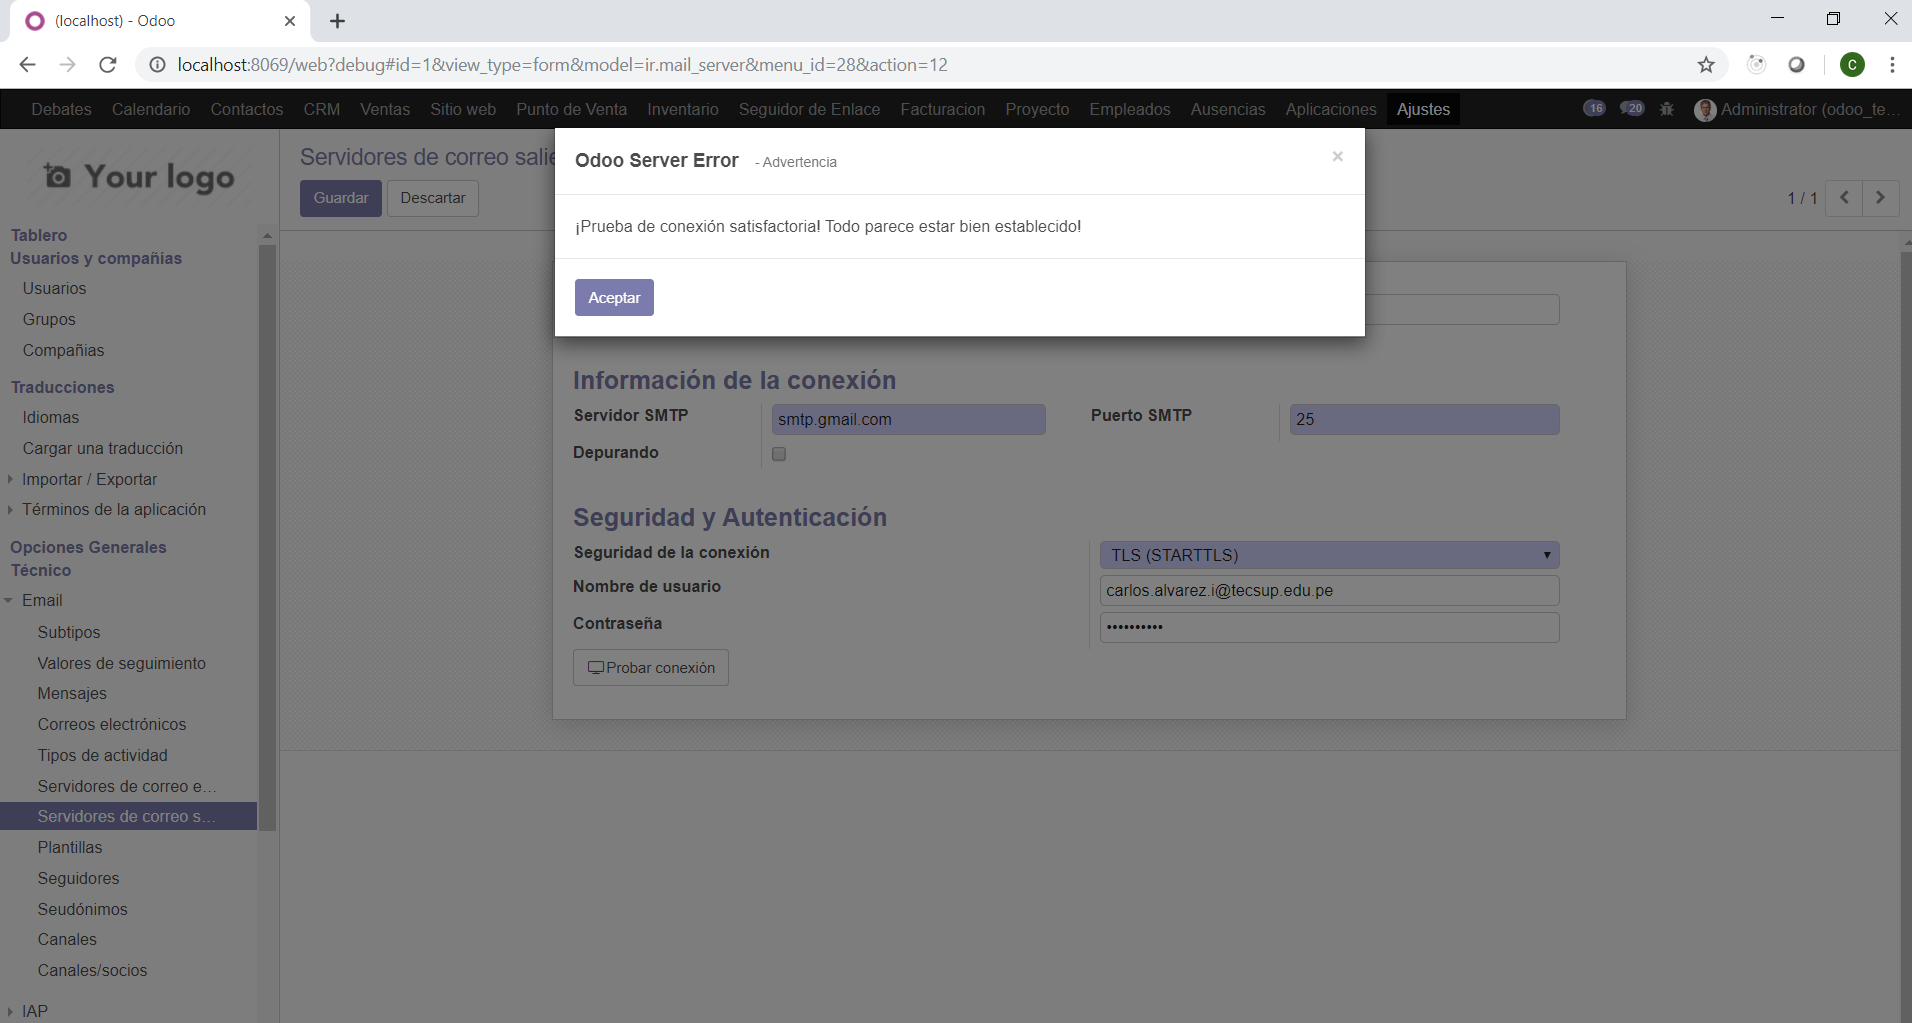 (localhost) - Odoo
localhost:8069/web?debug#id=1&view_type=form&model=ir.mail_server&menu_id=28&action=12
C
Debates Calendario Contactos CRM Ventas Sitio web Punto de Venta Inventario Seguidor de Enlace Facturacion Proyecto Empleados Ausencias Aplicaciones Ajustes 16 20 Administrator (odoo_te...
Your logo
Servidores de correo salie
Guardar Descartar
1 / 1
Odoo Server Error - Advertencia
×
¡Prueba de conexión satisfactoria! Todo parece estar bien establecido!
Aceptar
Tablero
Usuarios y compañías
Usuarios
Grupos
Compañias
Traducciones
Idiomas
Cargar una traducción
Importar / Exportar
Términos de la aplicación
Opciones Generales
Técnico
Email
Subtipos
Valores de seguimiento
Mensajes
Correos electrónicos
Tipos de actividad
Servidores de correo e...
Servidores de correo s...
Plantillas
Seguidores
Seudónimos
Canales
Canales/socios
IAP
Información de la conexión
Servidor SMTP smtp.gmail.com Puerto SMTP 25
Depurando
Seguridad y Autenticación
Seguridad de la conexión TLS (STARTTLS)
Nombre de usuario carlos.alvarez.i@tecsup.edu.pe
Contraseña ••••••••••
Probar conexión